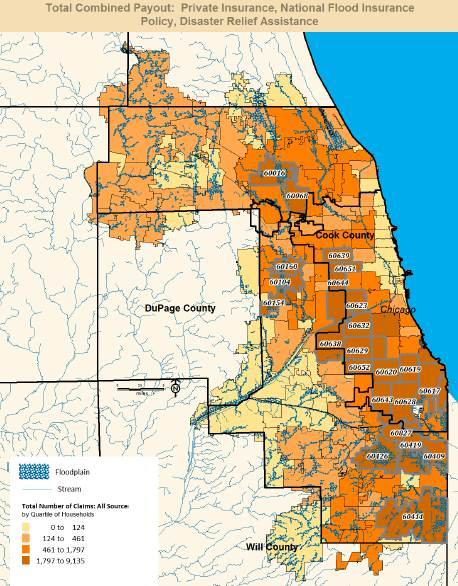 Total Combined Payout: Private Insurance, National Flood Insurance
Policy, Disaster Relief Assistance
60016
60068
Cook County
60639
60160
60651
60104
60644
60154
60623
Chicago
DuPage County
60632
60638
60629
60652
60620
60619
60617
60643
60628
miles
60827
60419
60426
60409
Floodplain
Stream
Total Number of Claims: All Source:
by Quartile of Households
0 to 124
124 to 461
461 to 1,797
1,797 to 9,135
Will County